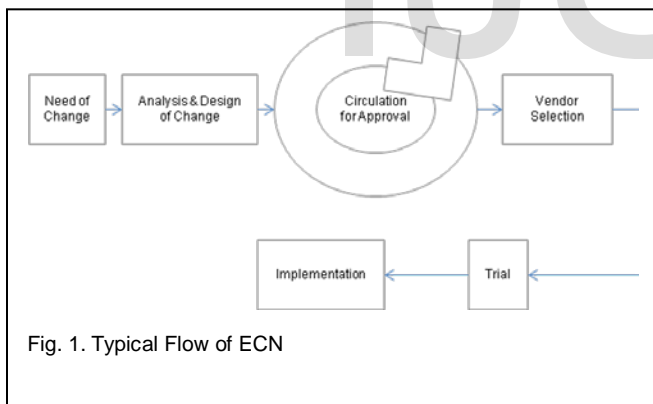 Need of
Change
Analysis & Design
of Change
Circulation
for Approval
Vendor
Selection
Implementation
Trial
Fig. 1. Typical Flow of ECN